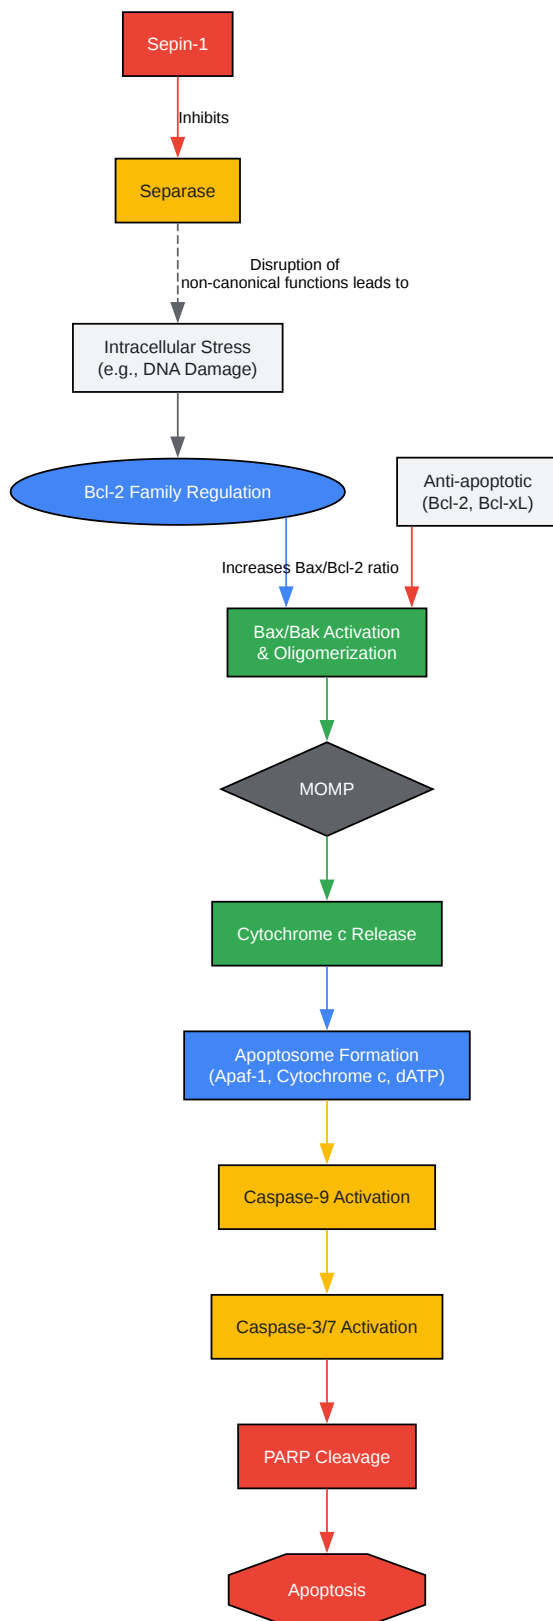 Sepin-1
Inhibits
Separase
Disruption of
non-canonical functions leads to
Intracellular Stress
(e.g., DNA Damage)
Bcl-2 Family Regulation
Anti-apoptotic
(Bcl-2, Bcl-xL)
Increases Bax/Bcl-2 ratio
Bax/Bak Activation
& Oligomerization
MOMP
Cytochrome c Release
Apoptosome Formation
(Apaf-1, Cytochrome c, dATP)
Caspase-9 Activation
Caspase-3/7 Activation
PARP Cleavage
Apoptosis